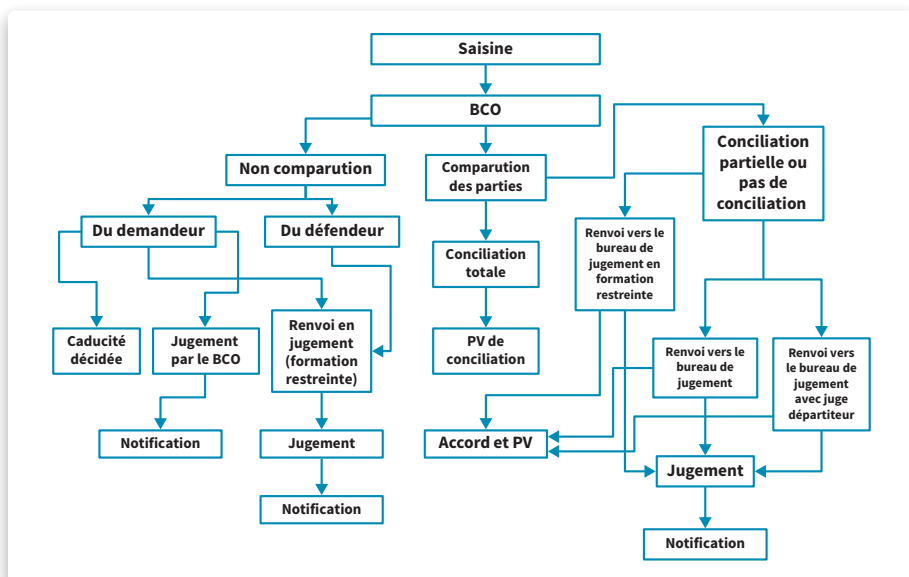 Saisine
BCO
Non comparution
Comparution
des parties
Conciliation
partielle ou
pas de
conciliation
Du demandeur
Du défendeur
Renvoi vers le
bureau de
jugement en
formation
restreinte
Conciliation
totale
Caducité
décidée
Jugement
par le BCO
Renvoi en
jugement
(formation
restreinte)
PV de
conciliation
Renvoi vers le
bureau de
jugement
Renvoi vers
le bureau de
jugement
avec juge
départiteur
Notification
Jugement
Accord et PV
Jugement
Notification
Notification